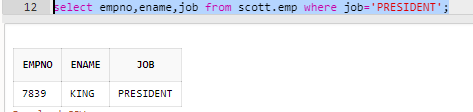 12 select empno,ename,job from scott.emp where job='PRESIDENT';
EMPNO ENAME JOB
7839 KING PRESIDENT